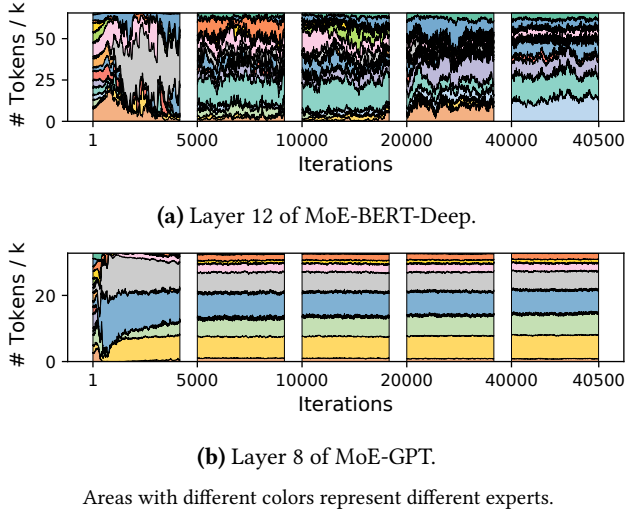 # Tokens / k
50
25
0
1 5000 10000 20000 40000 40500
Iterations
(a) Layer 12 of MoE-BERT-Deep.
# Tokens / k
20
0
1 5000 10000 20000 40000 40500
Iterations
(b) Layer 8 of MoE-GPT.
Areas with different colors represent different experts.